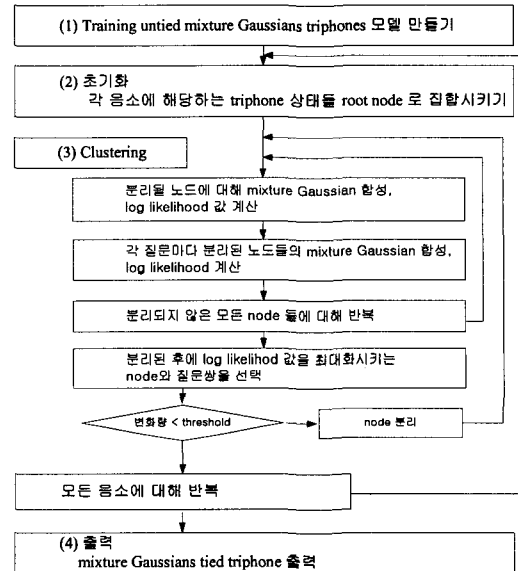 (1) Training untied mixture Gaussians triphones 모델 만들기
(2) 초기화
각 음소에 해당하는 triphone 상태들 root node 로 집합시키기
(3) Clustering
분리될 노드에 대해 mixture Gaussian 합성,
log likelihood 값 계산
각 질문마다 분리된 노드들의 mixture Gaussian 합성,
log likelihood 계산
분리되지 않은 모든 node 들에 대해 반복
분리된 후에 log likelihod 값을 최대화시키는
node와 질문쌍을 선택
변화량 < threshold
node 분리
모든 음소에 대해 반복
(4) 출력
mixture Gaussians tied triphone 출력